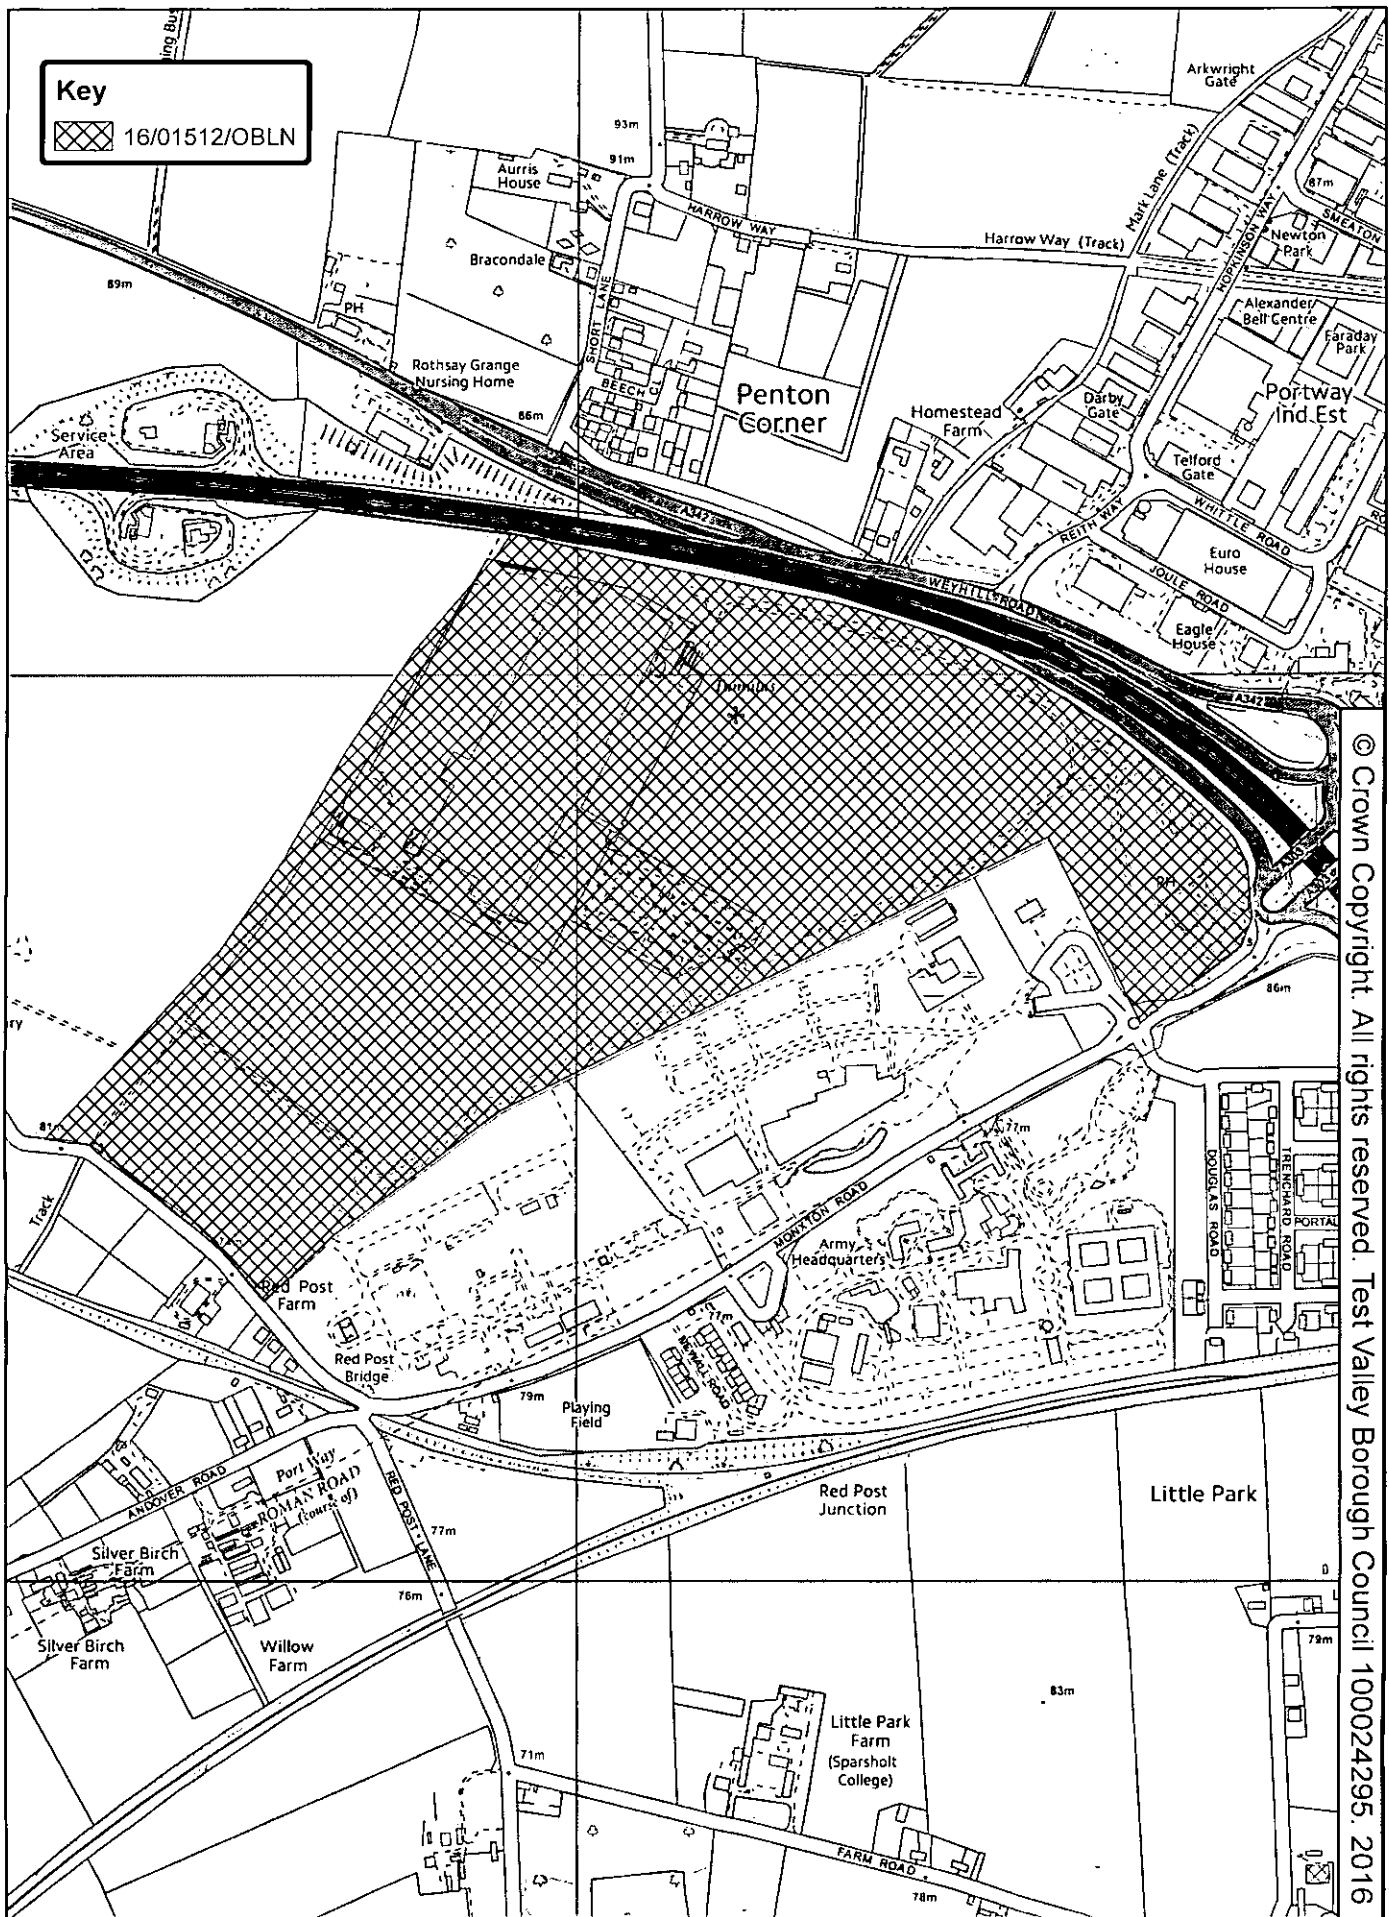 Key
16/01512/OBLN
ning Bus
Arkwright
Gate
93m
91m
Aurris
House
Mark Lane (Track)
87m
SMEATON
HARROW WAY
HOPKINSON WAY
Newton
Park
Harrow Way (Track)
Bracondale
89m
SHORT LANE
Alexander
Bell Centre
PH
Faraday
Park
Rothsay Grange
Nursing Home
BEECH CL
Penton
Corner
Portway
Ind Est
Darby
Gate
Homestead
Farm
86m
Service
Area
Telford
Gate
WHITTLE ROAD
REITH WAY
A342
Euro
House
JOULE ROAD
WEYHILL ROAD
Eagle
House
Tumulus
A342
A303
PH
86m
81m
77m
Track
DOUGLAS ROAD
TRENCHARD ROAD
PORTAL
MONXTON ROAD
Army
Headquarters
Red Post
Farm
77m
Red Post
Bridge
MEWALL ROAD
79m
Playing
Field
ANDOVER ROAD
Port Way
ROMAN ROAD
(course of)
RED POST LANE
Red Post
Junction
Little Park
77m
Silver Birch
Farm
76m
Silver Birch
Farm
Willow
Farm
79m
83m
Little Park
Farm
(Sparsholt
College)
71m
FARM ROAD
78m
© Crown Copyright. All rights reserved. Test Valley Borough Council 100024295. 2016